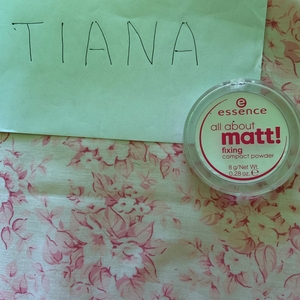 TIANA
e
essence
all about
matt!
fixing
compact powder
8 g/Net Wt.
0.28 oz. e